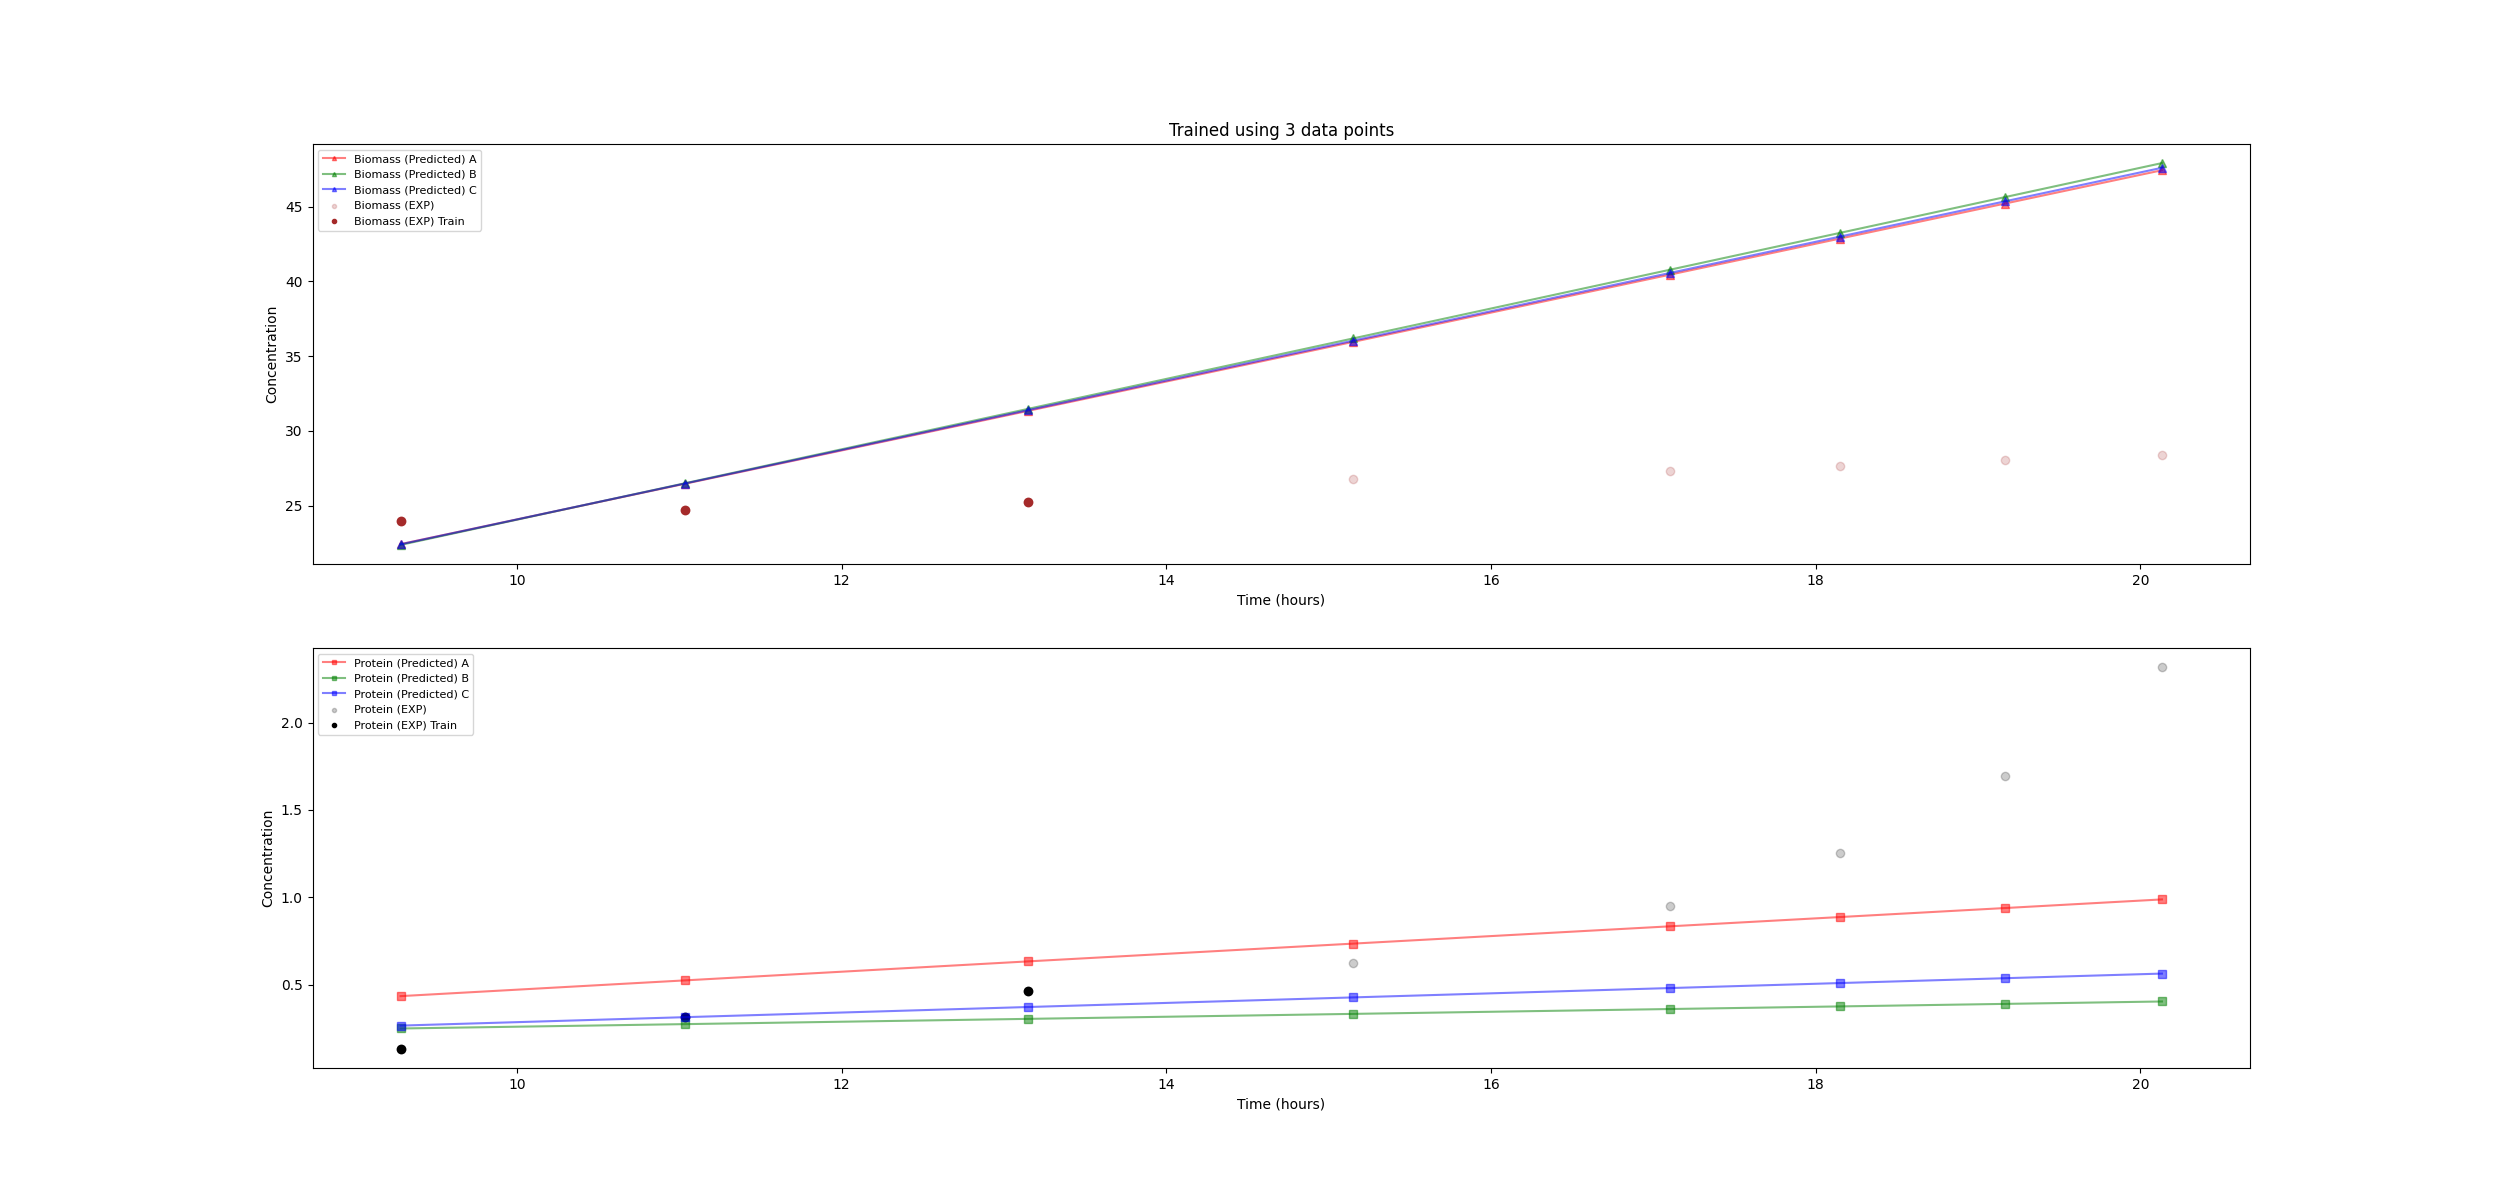 Trained using 3 data points
Biomass (Predicted) A
Biomass (Predicted) B
Biomass (Predicted) C
Biomass (EXP)
Biomass (EXP) Train
Concentration
45
40
35
30
25
10 12 14 16 18 20
Time (hours)
Protein (Predicted) A
Protein (Predicted) B
Protein (Predicted) C
Protein (EXP)
Protein (EXP) Train
Concentration
2.0
1.5
1.0
0.5
10 12 14 16 18 20
Time (hours)